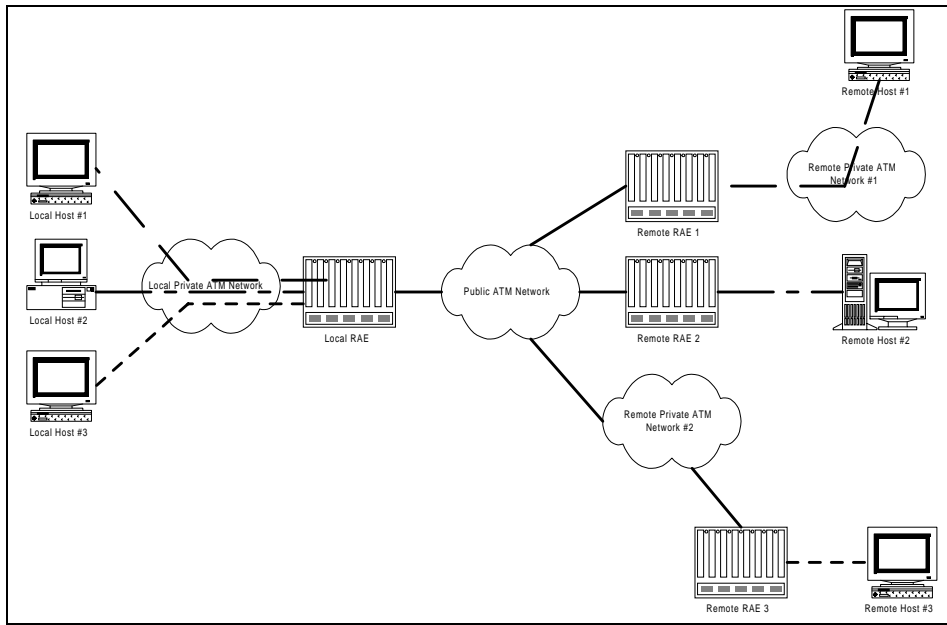 Remote Host #1
Local Host #1
Remote Private ATM
Network #1
Remote RAE 1
Local Private ATM Network
Public ATM Network
Local Host #2
Local RAE
Remote RAE 2
Remote Host #2
Local Host #3
Remote Private ATM
Network #2
Remote RAE 3
Remote Host #3